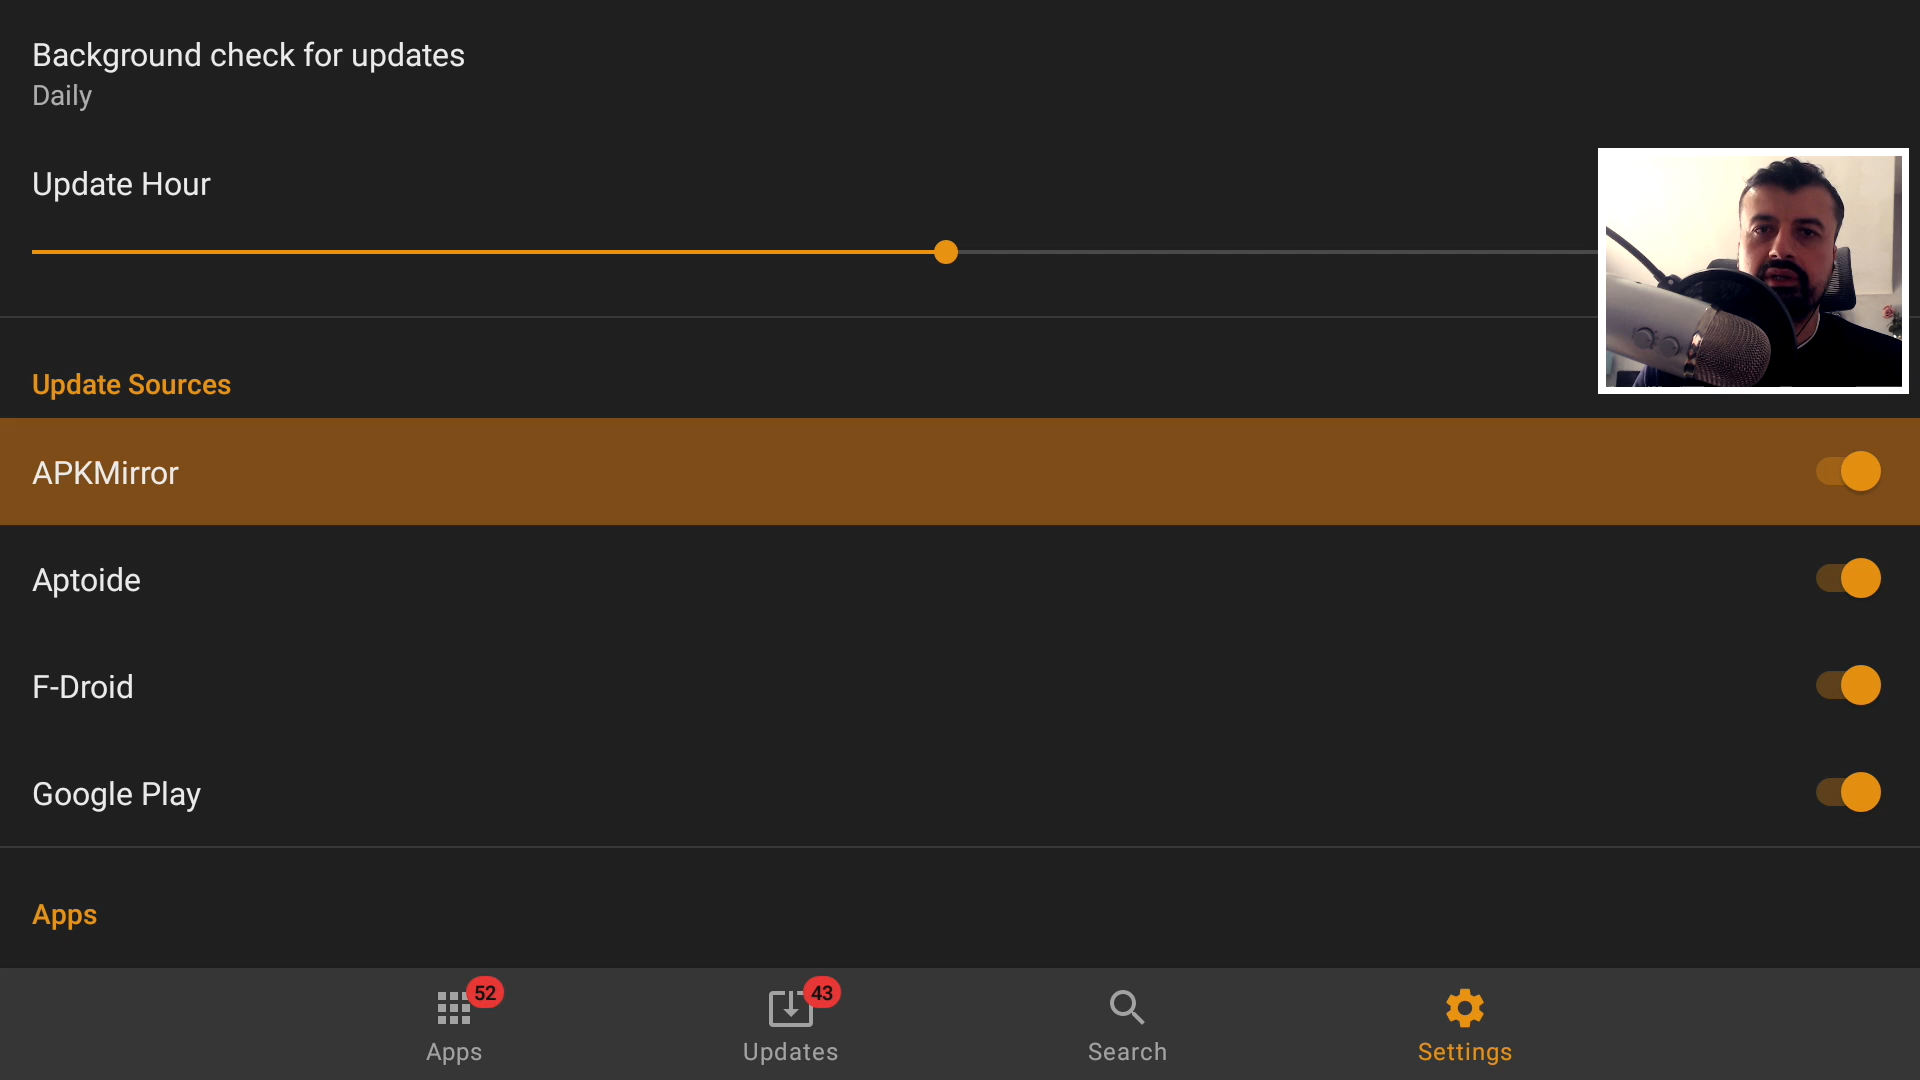 Background check for updates
Daily
Update Hour
Update Sources
APKMirror
Aptoide
F-Droid
Google Play
Apps
52
43
Apps
Updates
Search
Settings